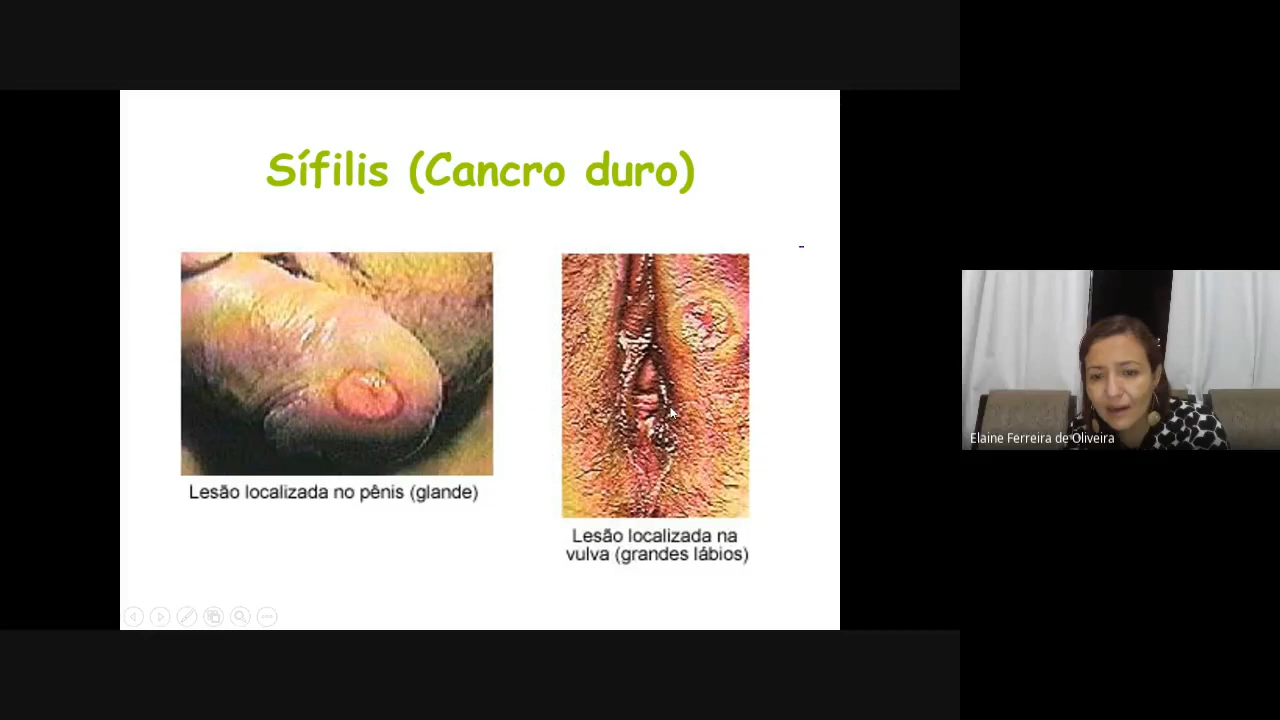 Sífilis (Cancro duro)
Lesão localizada no pênis (glande)
Lesão localizada na
vulva (grandes lábios)
Elaine Ferreira de Oliveira